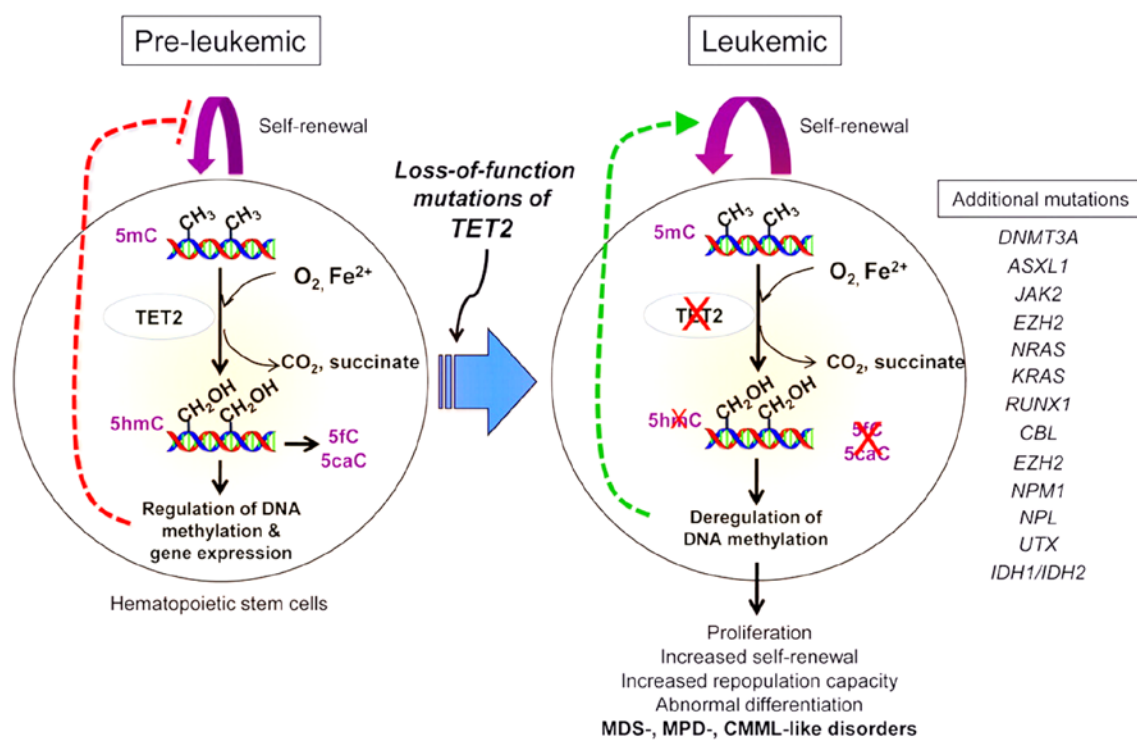 Pre-leukemic
Self-renewal
5mC
CH3
CH3
O2, Fe2+
TET2
CO2, succinate
CH2OH
CH2OH
5hmC
5fC
5caC
Regulation of DNA
methylation &
gene expression
Hematopoietic stem cells
Loss-of-function
mutations of
TET2
Leukemic
Self-renewal
5mC
CH3
CH3
O2, Fe2+
TET2
CO2, succinate
CH2OH
CH2OH
5hmC
5fC
5caC
Deregulation of
DNA methylation
Proliferation
Increased self-renewal
Increased repopulation capacity
Abnormal differentiation
MDS-, MPD-, CMML-like disorders
Additional mutations
DNMT3A
ASXL1
JAK2
EZH2
NRAS
KRAS
RUNX1
CBL
EZH2
NPM1
NPL
UTX
IDH1/IDH2